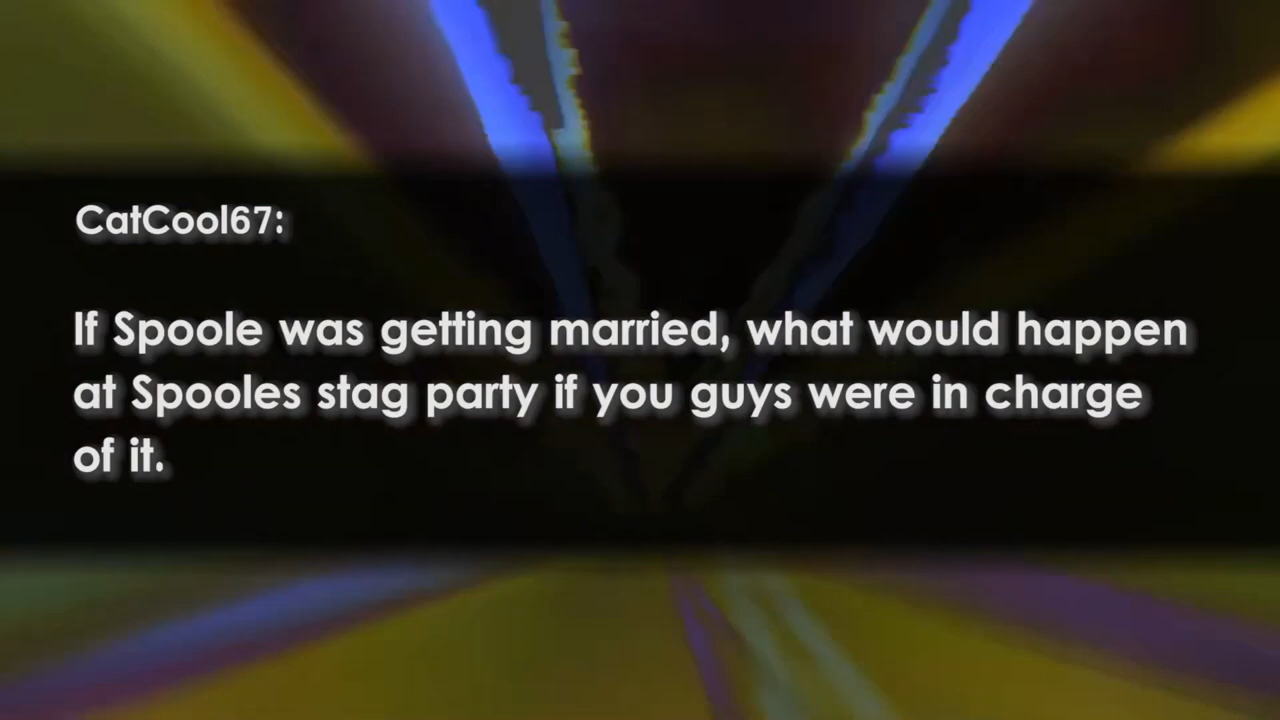 CatCool67:
If Spoole was getting married, what would happen
at Spooles stag party if you guys were in charge
of it.